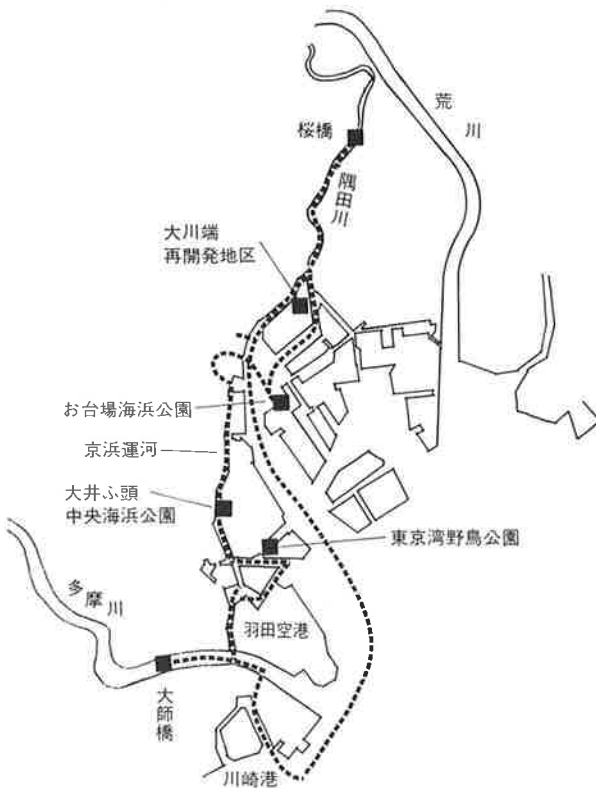 荒川
桜橋
隅田川
大川端
再開発地区
お台場海浜公園
京浜運河
大井ふ頭
中央海浜公園
東京湾野鳥公園
多摩川
羽田空港
大師橋
川崎港